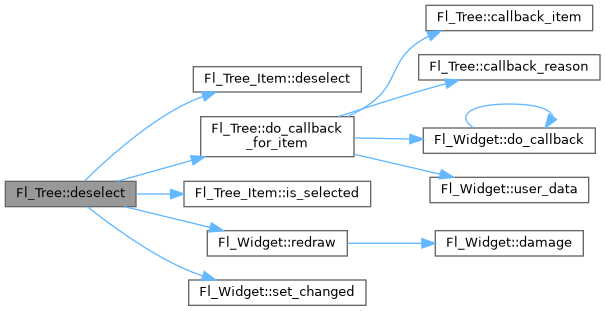 Fl_Tree::callback_item
Fl_Tree::callback_reason
Fl_Tree_Item::deselect
Fl_Tree::do_callback
_for_item
Fl_Widget::do_callback
Fl_Tree::deselect
Fl_Tree_Item::is_selected
Fl_Widget::user_data
Fl_Widget::redraw
Fl_Widget::damage
Fl_Widget::set_changed